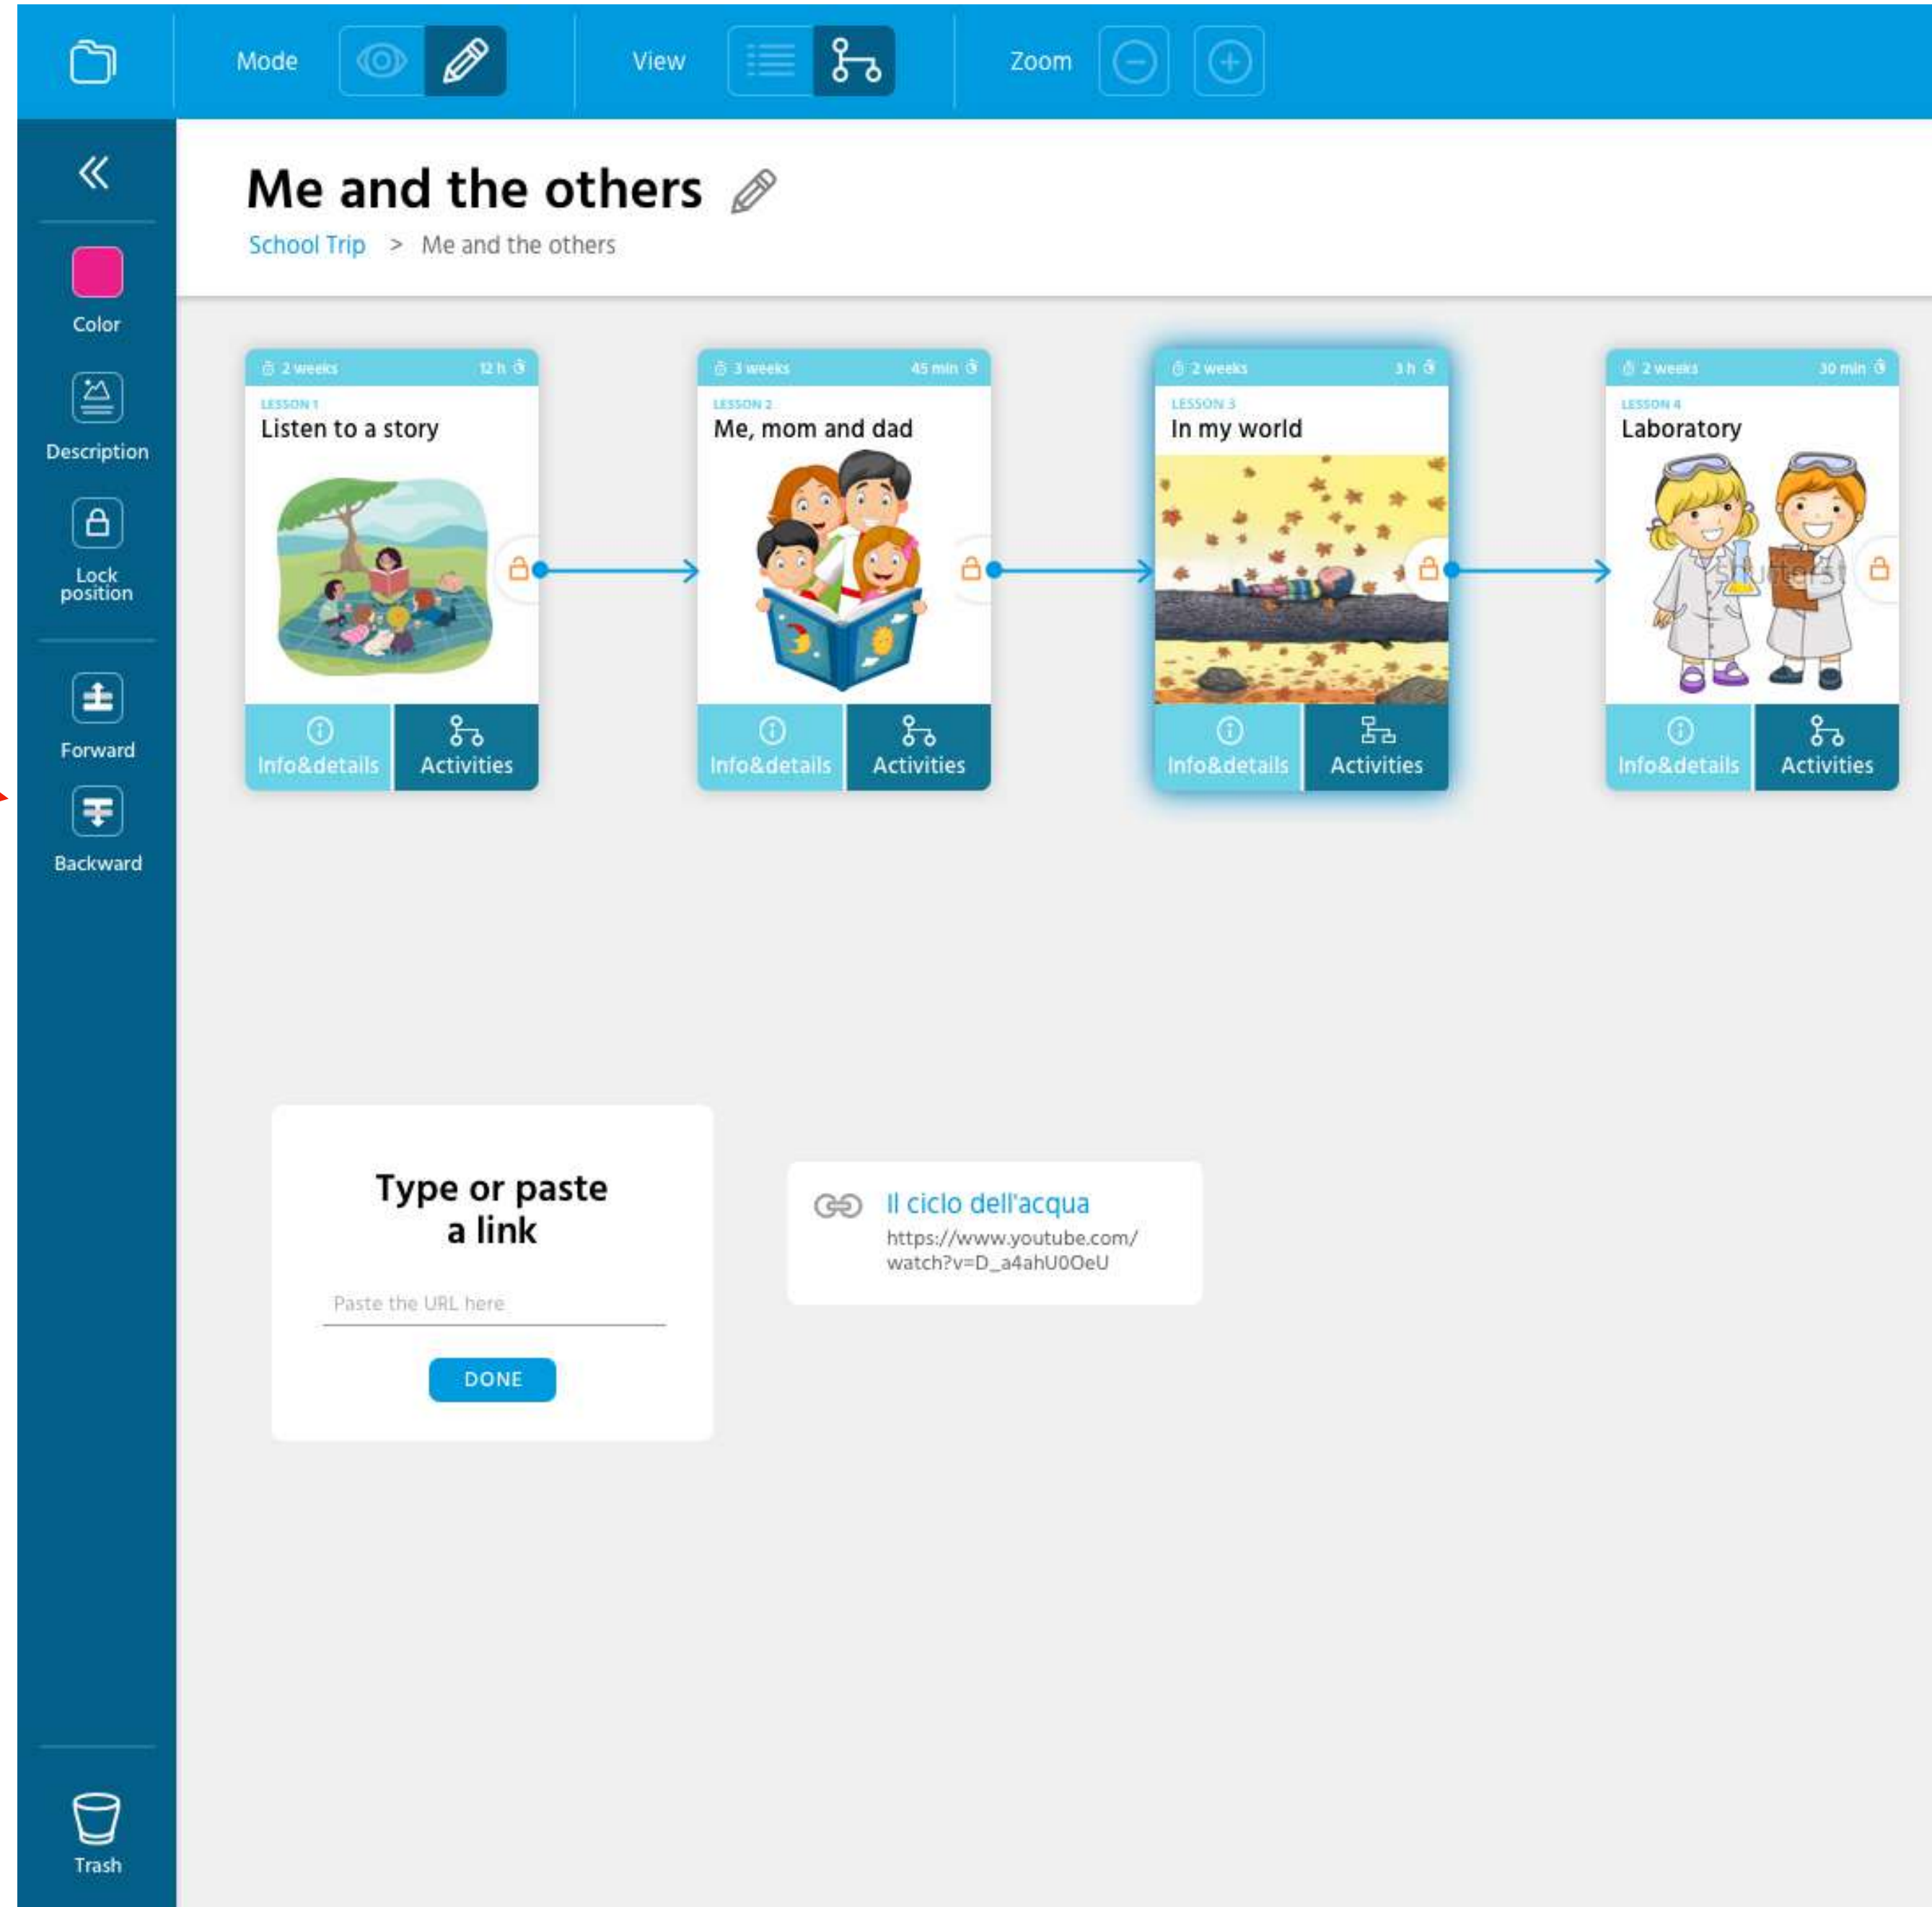 Mode
View
Zoom
Me and the others
School Trip > Me and the others
Color
Description
Lock
position
Forward
Backward
Trash
2 weeks 12 h
LESSON 1
Listen to a story
Info&details Activities
3 weeks 45 min
LESSON 2
Me, mom and dad
Info&details Activities
2 weeks 3 h
LESSON 3
In my world
Info&details Activities
2 weeks 30 min
LESSON 4
Laboratory
Info&details Activities
Type or paste
a link
Paste the URL here
DONE
Il ciclo dell'acqua
https://www.youtube.com/
watch?v=D_a4ahU0OeU